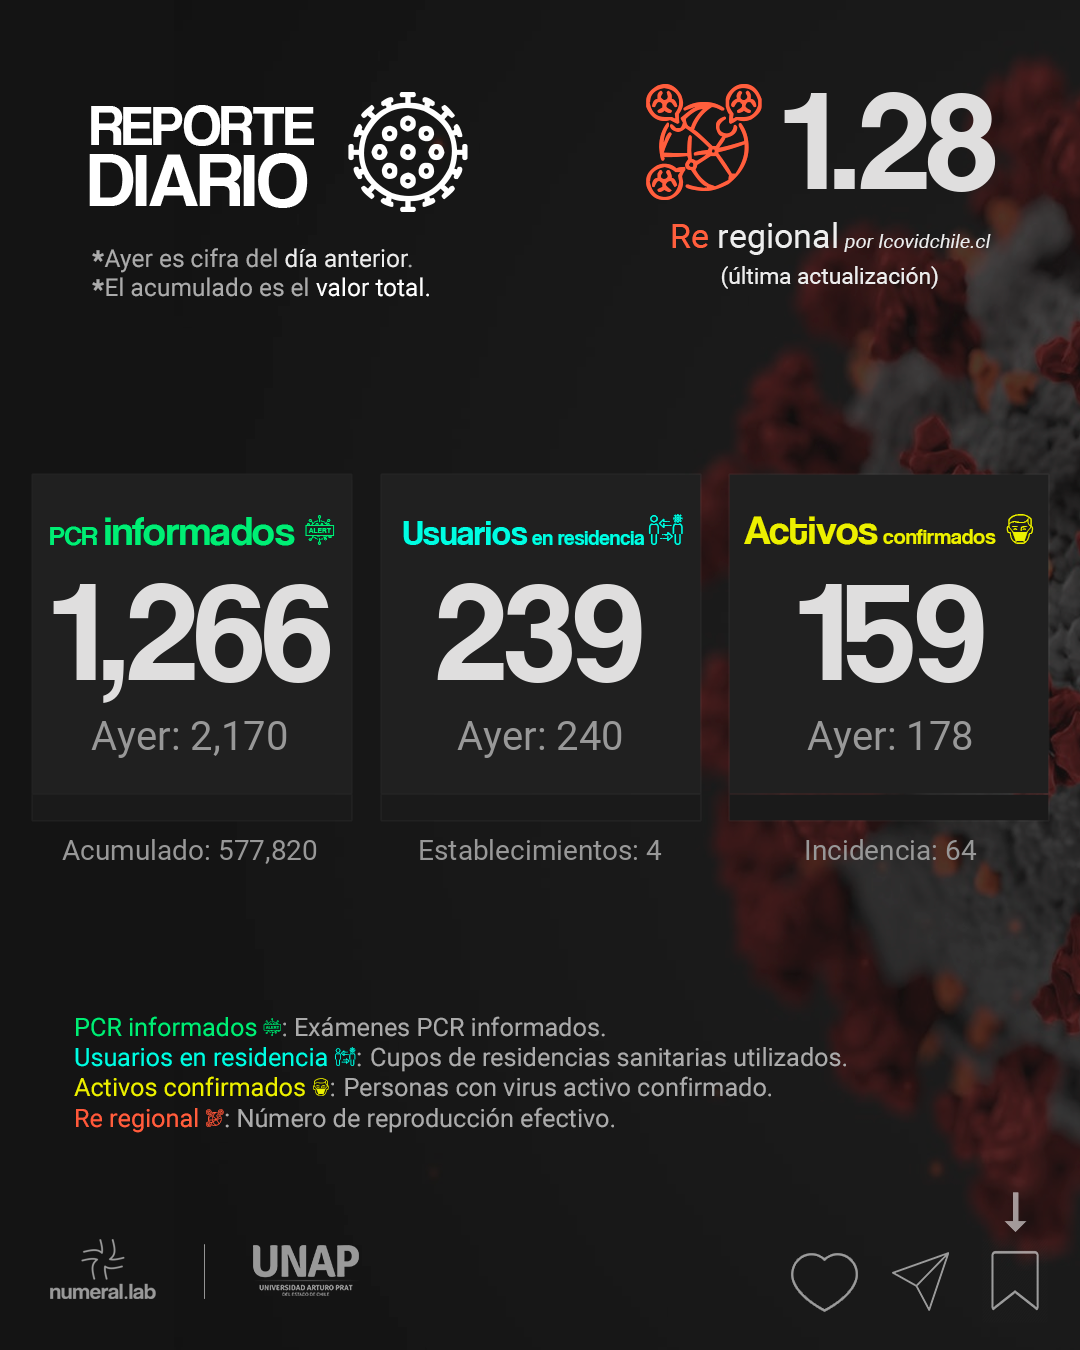 REPORTE
DIARIO
*Ayer es cifra del día anterior.
*El acumulado es el valor total.
1.28
Re regional por Icovidchile.cl
(última actualización)
PCR informados ALERT
1,266
Ayer: 2,170
Acumulado: 577,820
Usuarios en residencia
239
Ayer: 240
Establecimientos: 4
Activos confirmados
159
Ayer: 178
Incidencia: 64
PCR informados ALERT: Exámenes PCR informados.
Usuarios en residencia : Cupos de residencias sanitarias utilizados.
Activos confirmados : Personas con virus activo confirmado.
Re regional : Número de reproducción efectivo.
numeral.lab
UNAP
UNIVERSIDAD ARTURO PRAT
DEL ESTADO DE CHILE